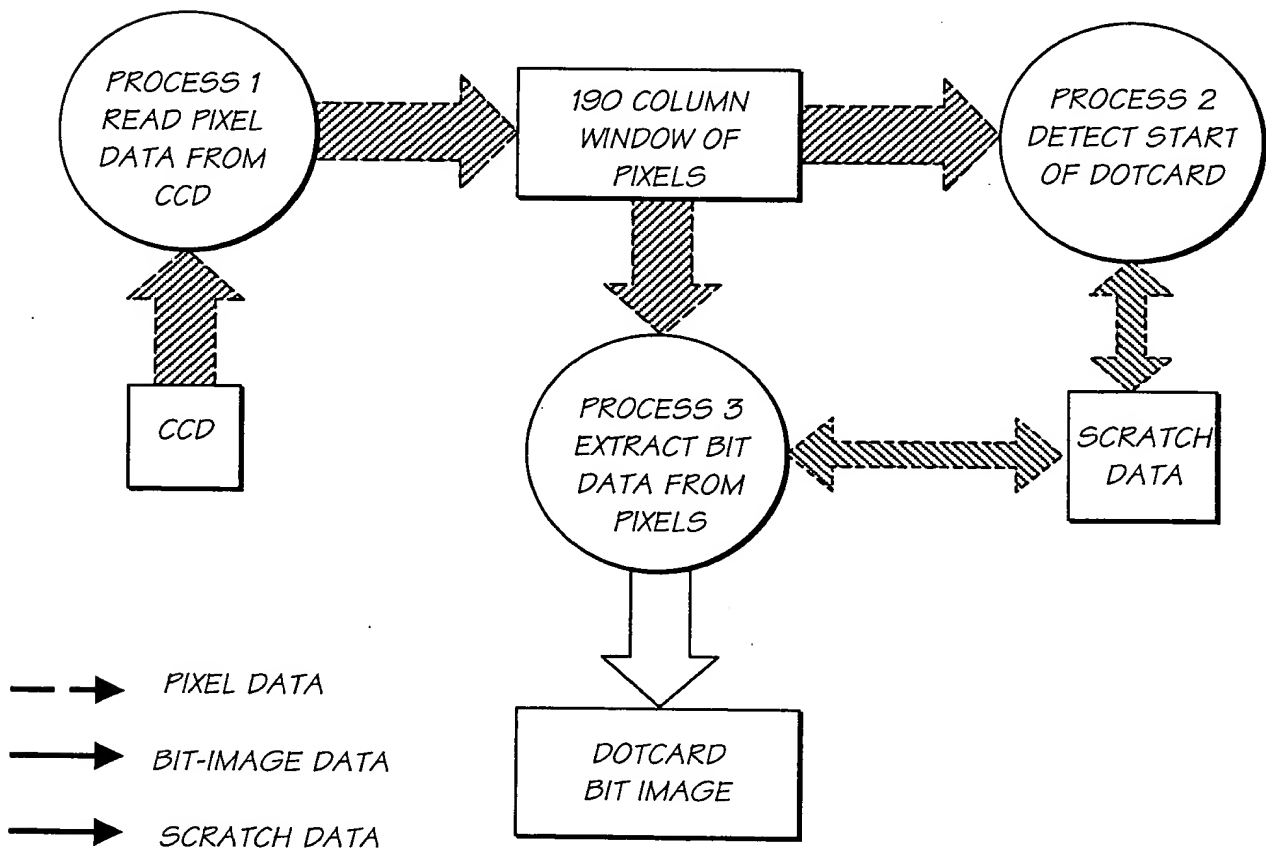 PROCESS 1
READ PIXEL
DATA FROM
CCD
190 COLUMN
WINDOW OF
PIXELS
PROCESS 2
DETECT START
OF DOTCARD
CCD
PROCESS 3
EXTRACT BIT
DATA FROM
PIXELS
SCRATCH
DATA
PIXEL DATA
BIT-IMAGE DATA
SCRATCH DATA
DOTCARD
BIT IMAGE